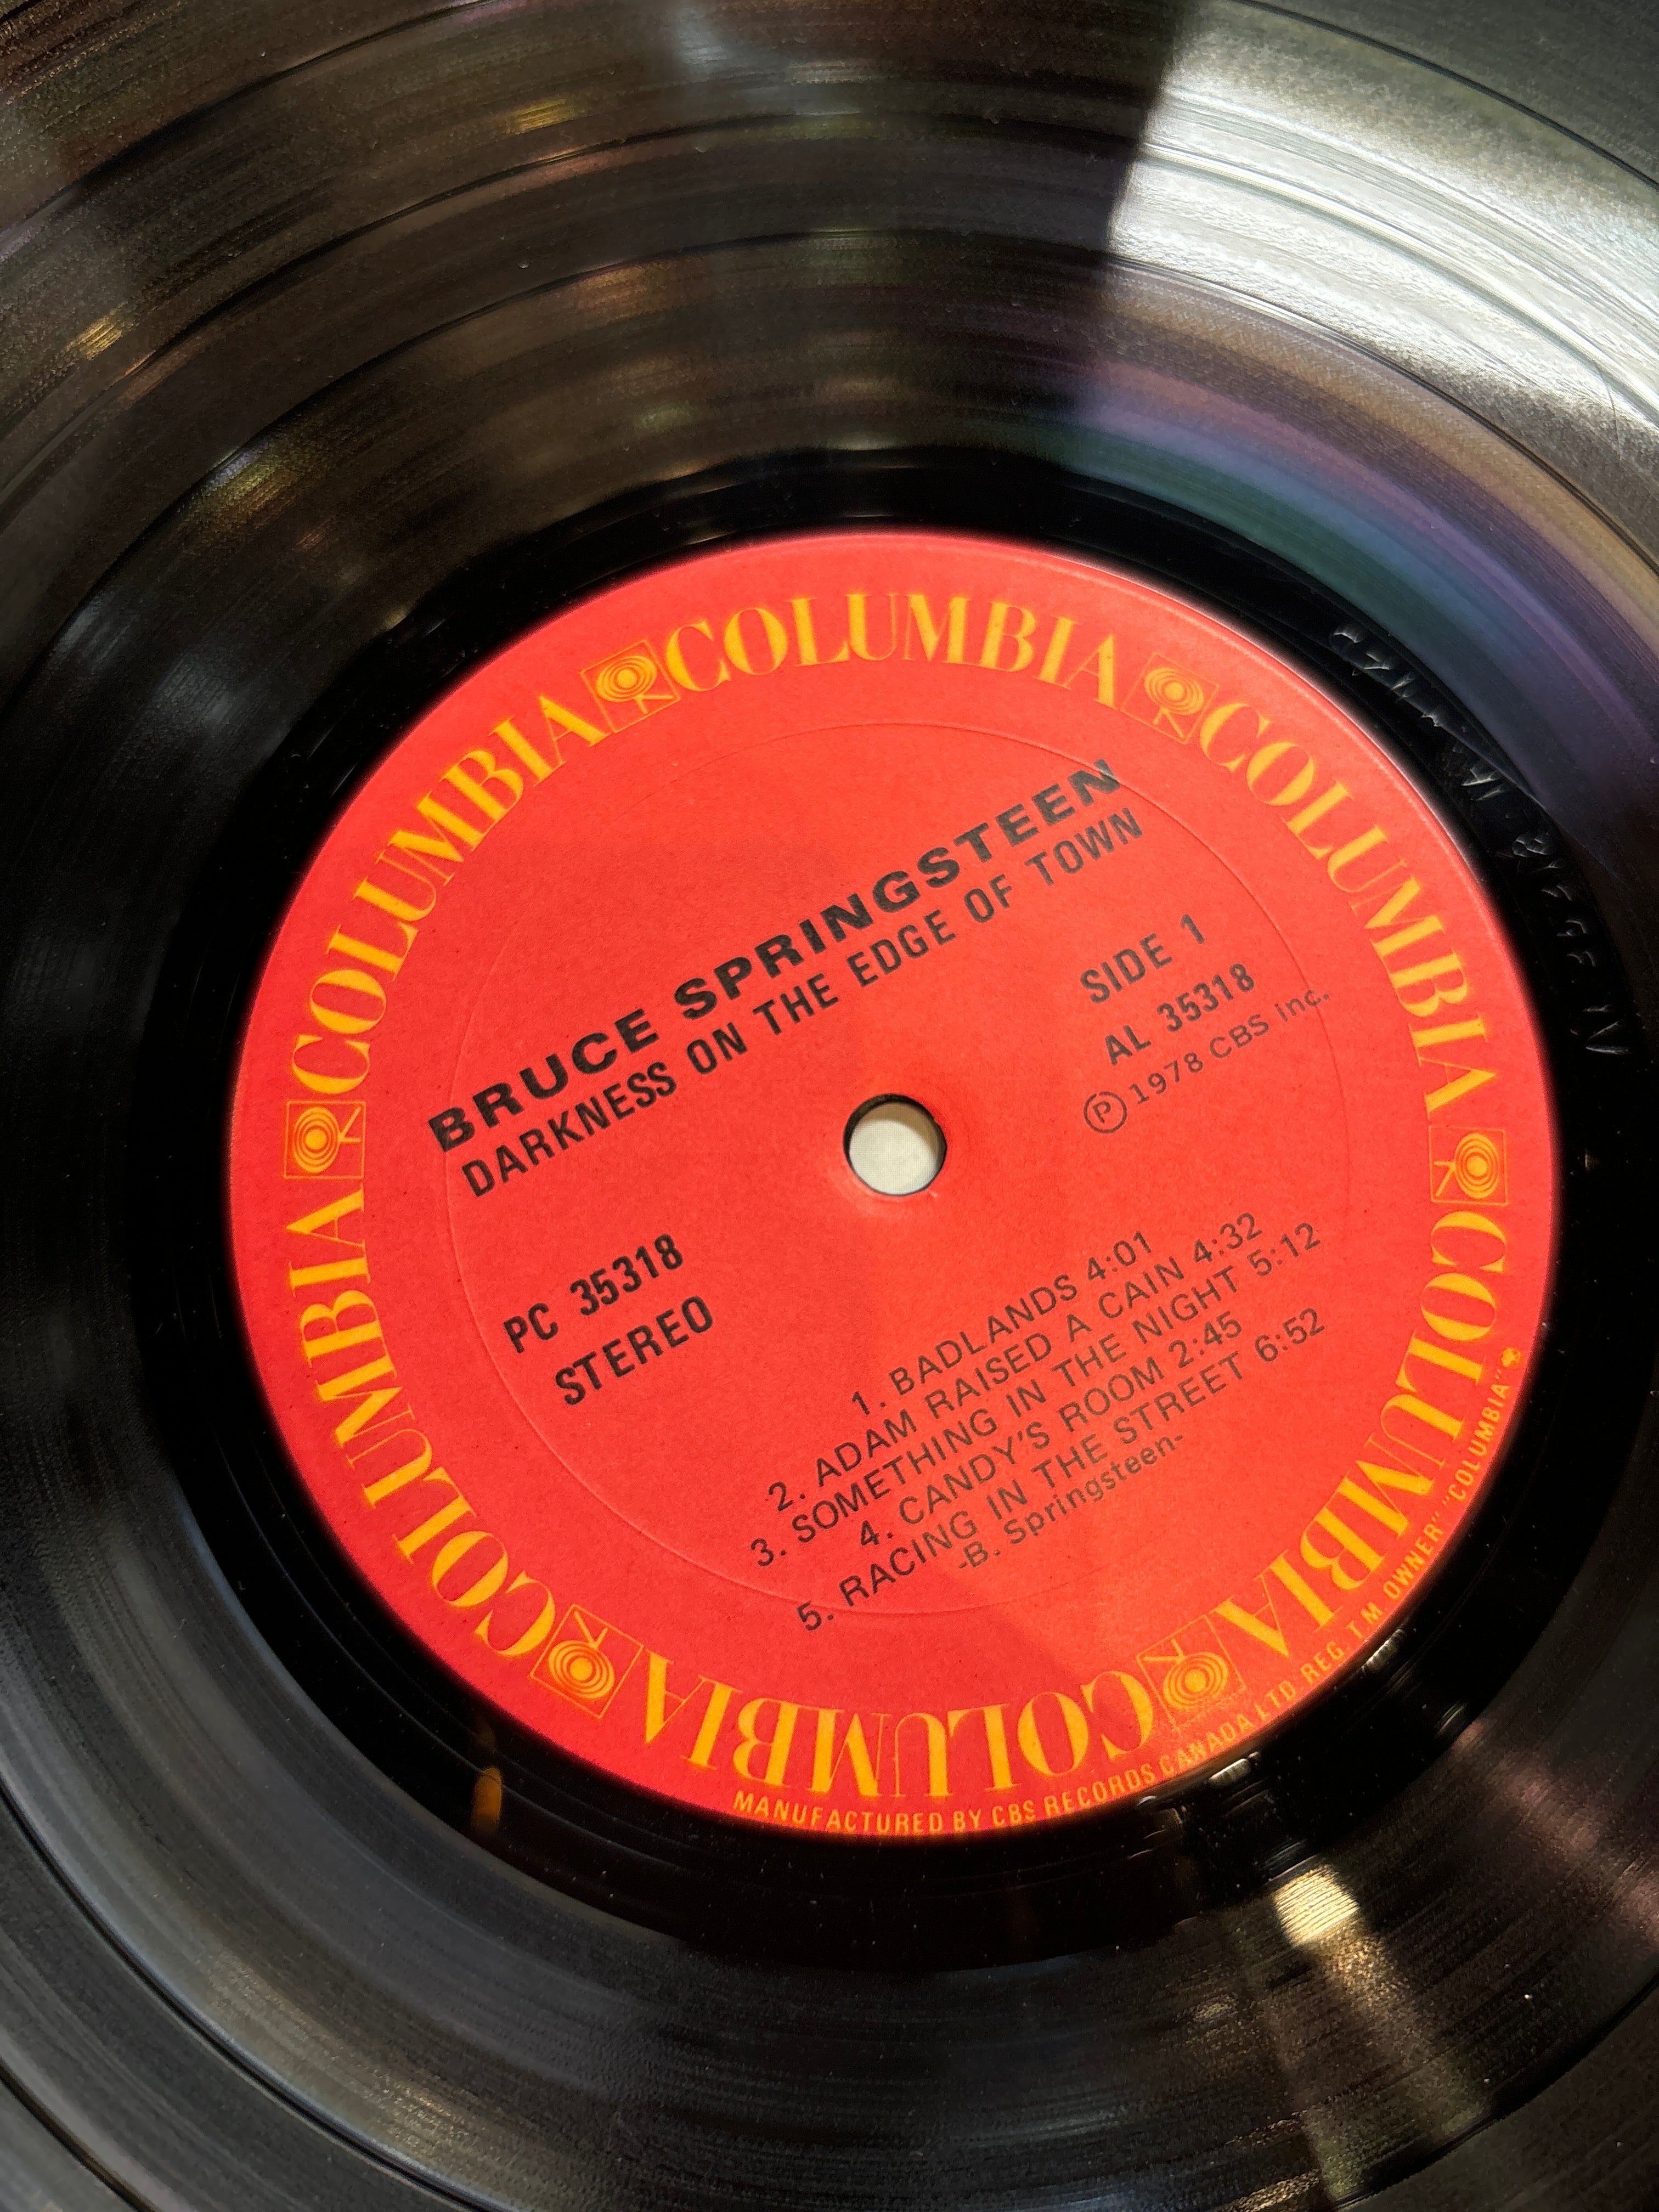 COLUMBIA COLUMBIA COLUMBIA COLUMBIA COLUMBIA COLUMBIA
BRUCE SPRINGSTEEN
DARKNESS ON THE EDGE OF TOWN
SIDE 1
AL 35318
Ⓟ 1978 CBS inc.
PC 35318
STEREO
1. BADLANDS 4:01
2. ADAM RAISED A CAIN 4:32
3. SOMETHING IN THE NIGHT 5:12
4. CANDY'S ROOM 2:45
5. RACING IN THE STREET 6:52
-B. Springsteen-
MANUFACTURED BY CBS RECORDS CANADA LTD. REG. T.M. OWNER "COLUMBIA"